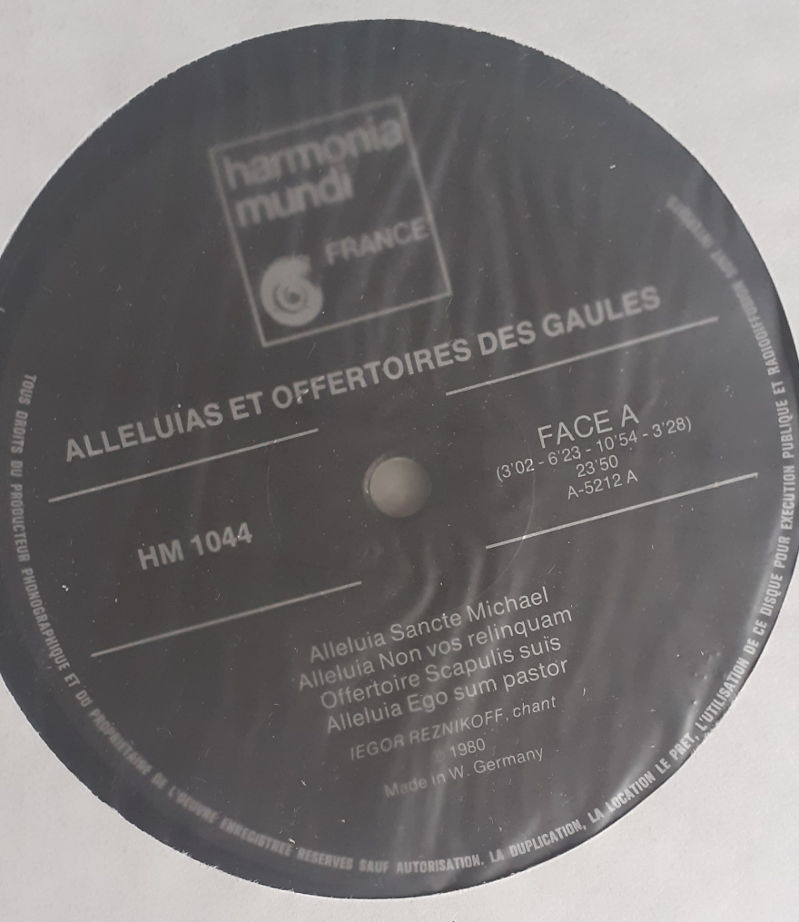 harmonia
mundi
FRANCE
ALLELUIAS ET OFFERTOIRES DES GAULES
HM 1044
FACE A
(3'02 - 6'23 - 10'54 - 3'28)
23'50
A-5212 A
Alleluia Sancte Michael
Alleluia Non vos relinquam
Offertoire Scapulis suis
Alleluia Ego sum pastor
IEGOR REZNIKOFF, chant
1980
Made in W. Germany
TOUS DROITS DU PRODUCTEUR PHONOGRAPHIQUE ET DU PROPRIETAIRE DE L'OEUVRE ENREGISTREE RESERVES SAUF AUTORISATION. LA DUPLICATION, LA LOCATION LE PRET, L'UTILISATION DE CE DISQUE POUR EXECUTION PUBLIQUE ET RADIODIFFUSION SONT INTERDITS